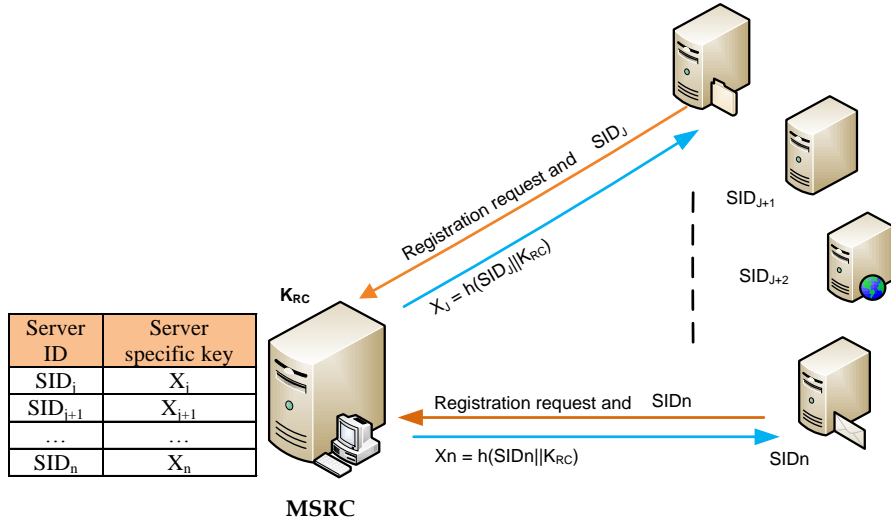 Registration request and SID_J
X_J = h(SID_J||K_RC)
SID_J+1
SID_J+2
K_RC
Server ID | Server specific key
SID_j | X_j
SID_j+1 | X_j+1
… | …
SID_n | X_n
Registration request and SIDn
Xn = h(SIDn||K_RC)
SIDn
MSRC